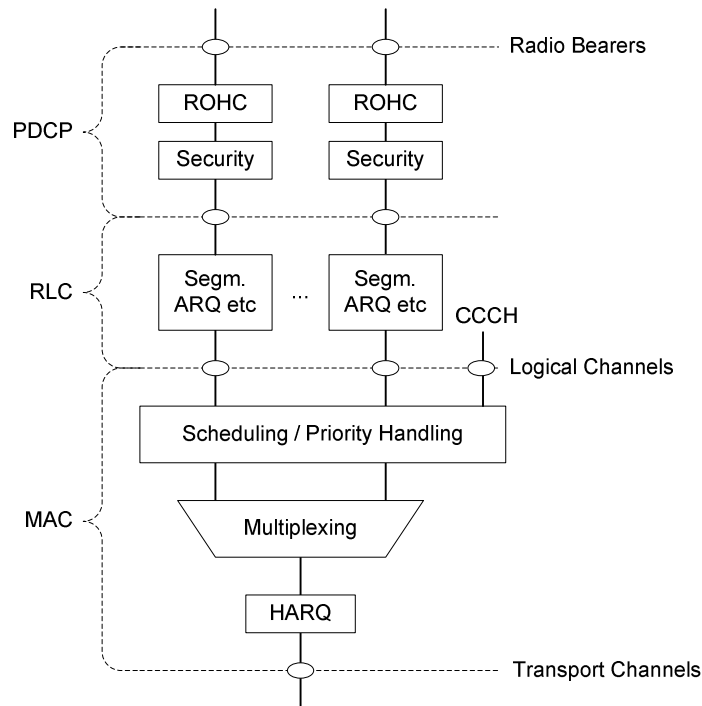 Radio Bearers
ROHC
ROHC
PDCP
Security
Security
Segm.
ARQ etc
...
Segm.
ARQ etc
RLC
CCCH
Logical Channels
Scheduling / Priority Handling
MAC
Multiplexing
HARQ
Transport Channels